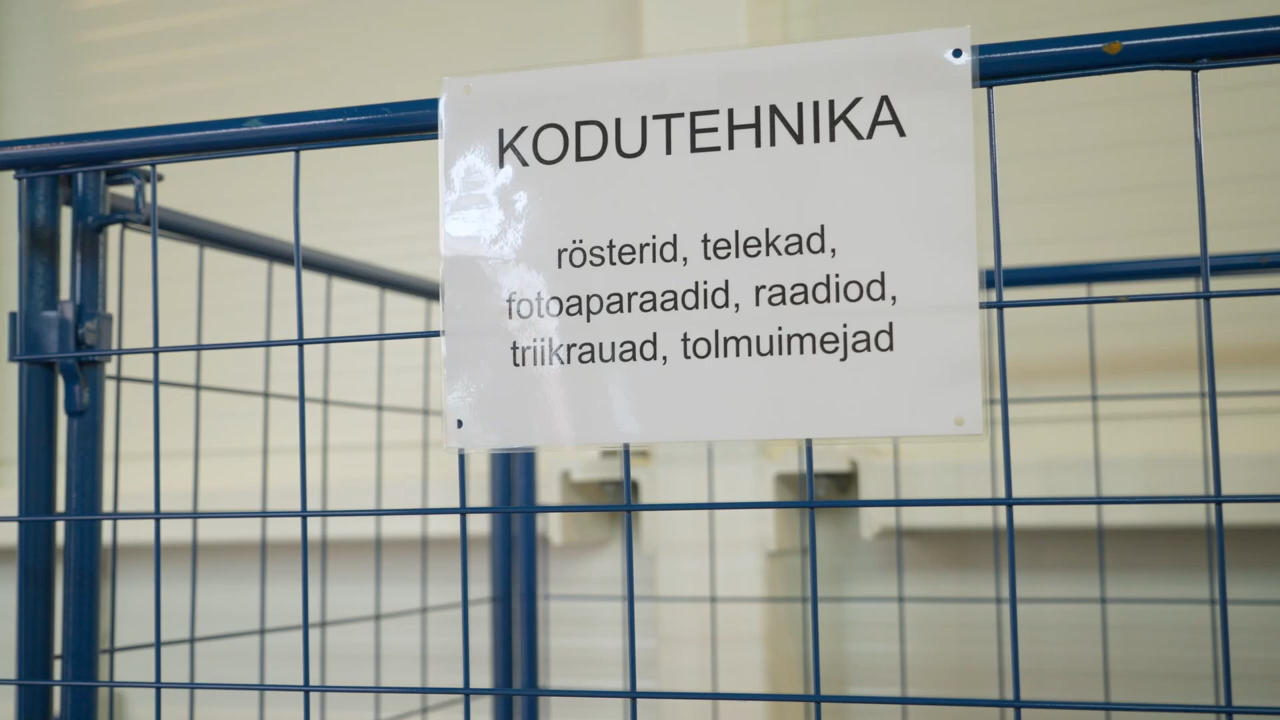 KODUTEHNIKA
rösterid, telekad,
fotoaparaadid, raadiod,
triikrauad, tolmuimejad